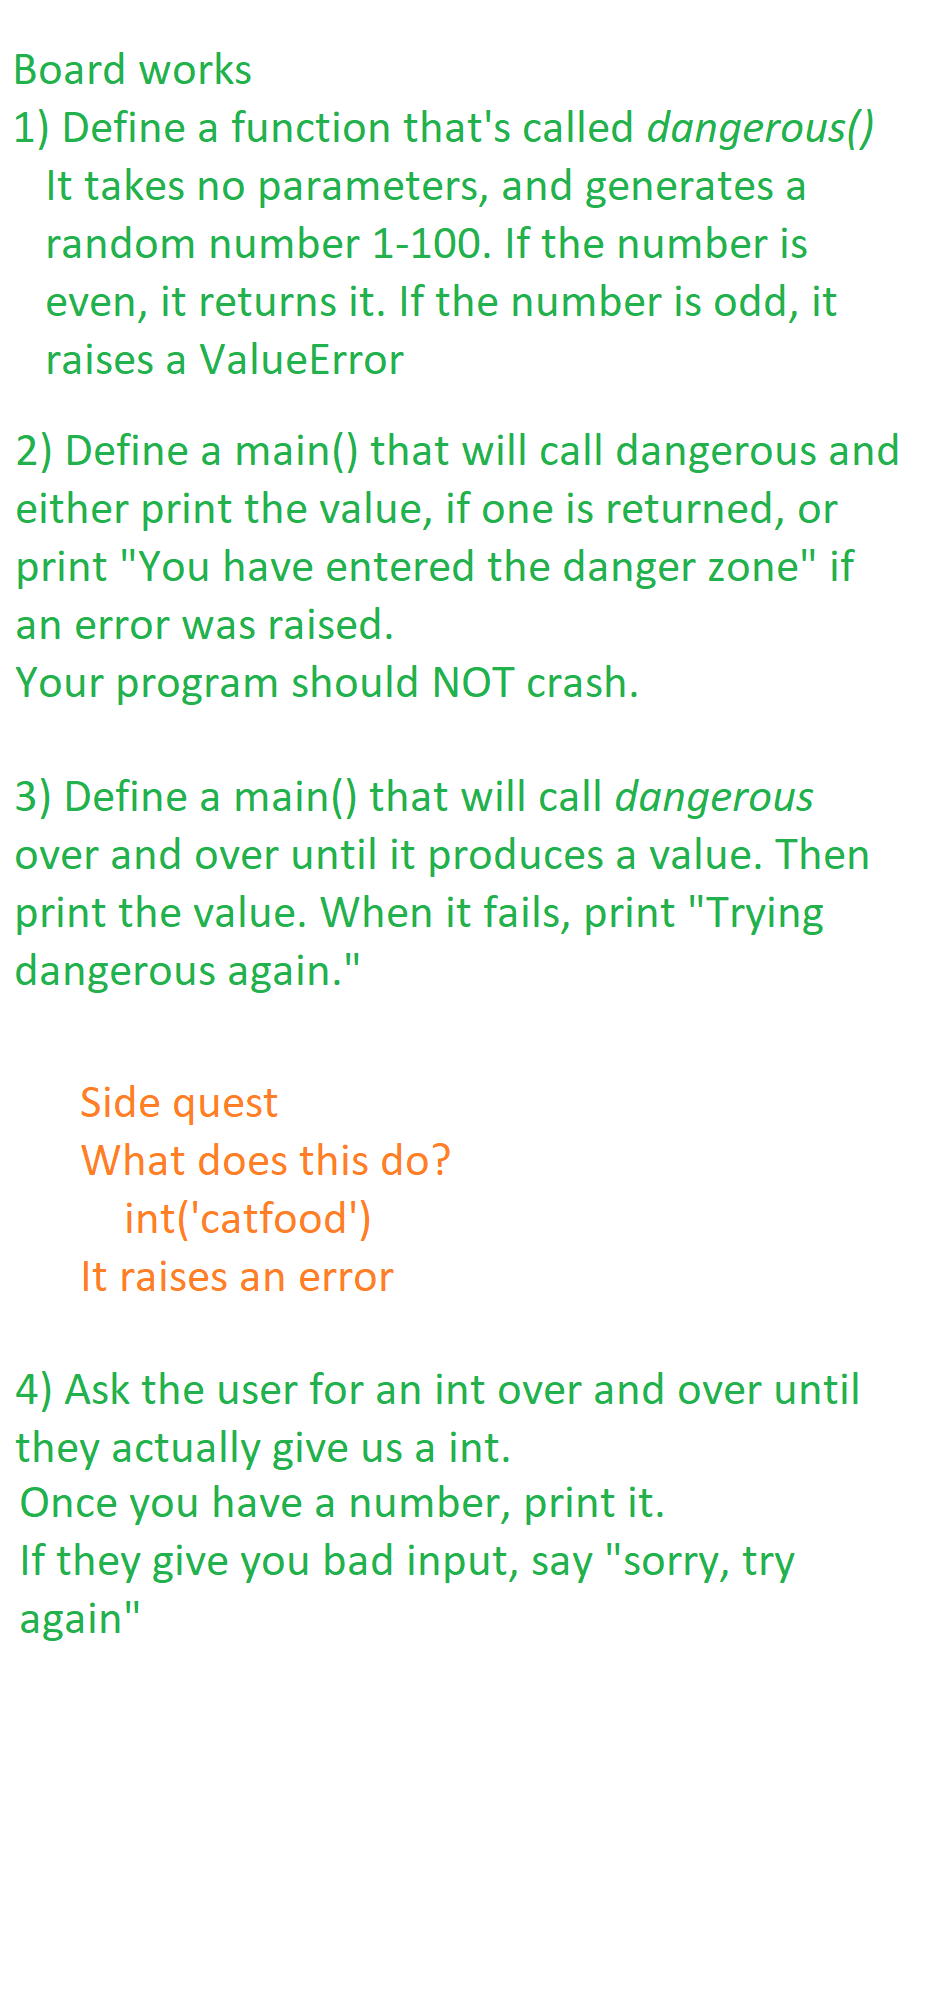 Board works
1) Define a function that's called dangerous()
It takes no parameters, and generates a
random number 1-100. If the number is
even, it returns it. If the number is odd, it
raises a ValueError
2) Define a main() that will call dangerous and
either print the value, if one is returned, or
print "You have entered the danger zone" if
an error was raised.
Your program should NOT crash.
3) Define a main() that will call dangerous
over and over until it produces a value. Then
print the value. When it fails, print "Trying
dangerous again."
Side quest
What does this do?
int('catfood')
It raises an error
4) Ask the user for an int over and over until
they actually give us a int.
Once you have a number, print it.
If they give you bad input, say "sorry, try
again"